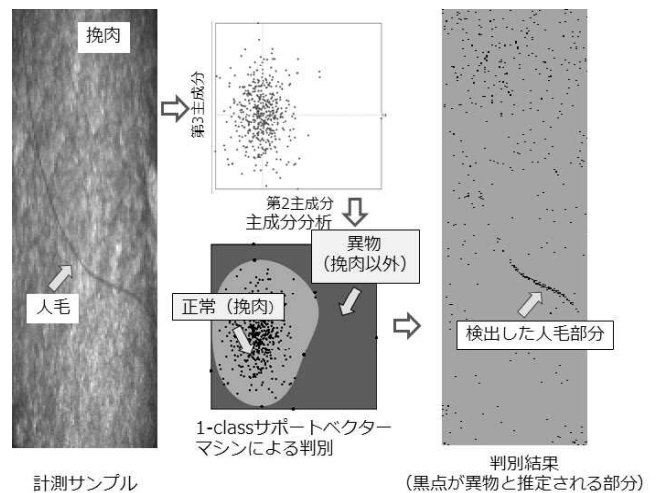 挽肉
人毛
計測サンプル
第3主成分
第2主成分
主成分分析
異物
(挽肉以外)
正常(挽肉)
1-classサポートベクター
マシンによる判別
検出した人毛部分
判別結果
(黒点が異物と推定される部分)